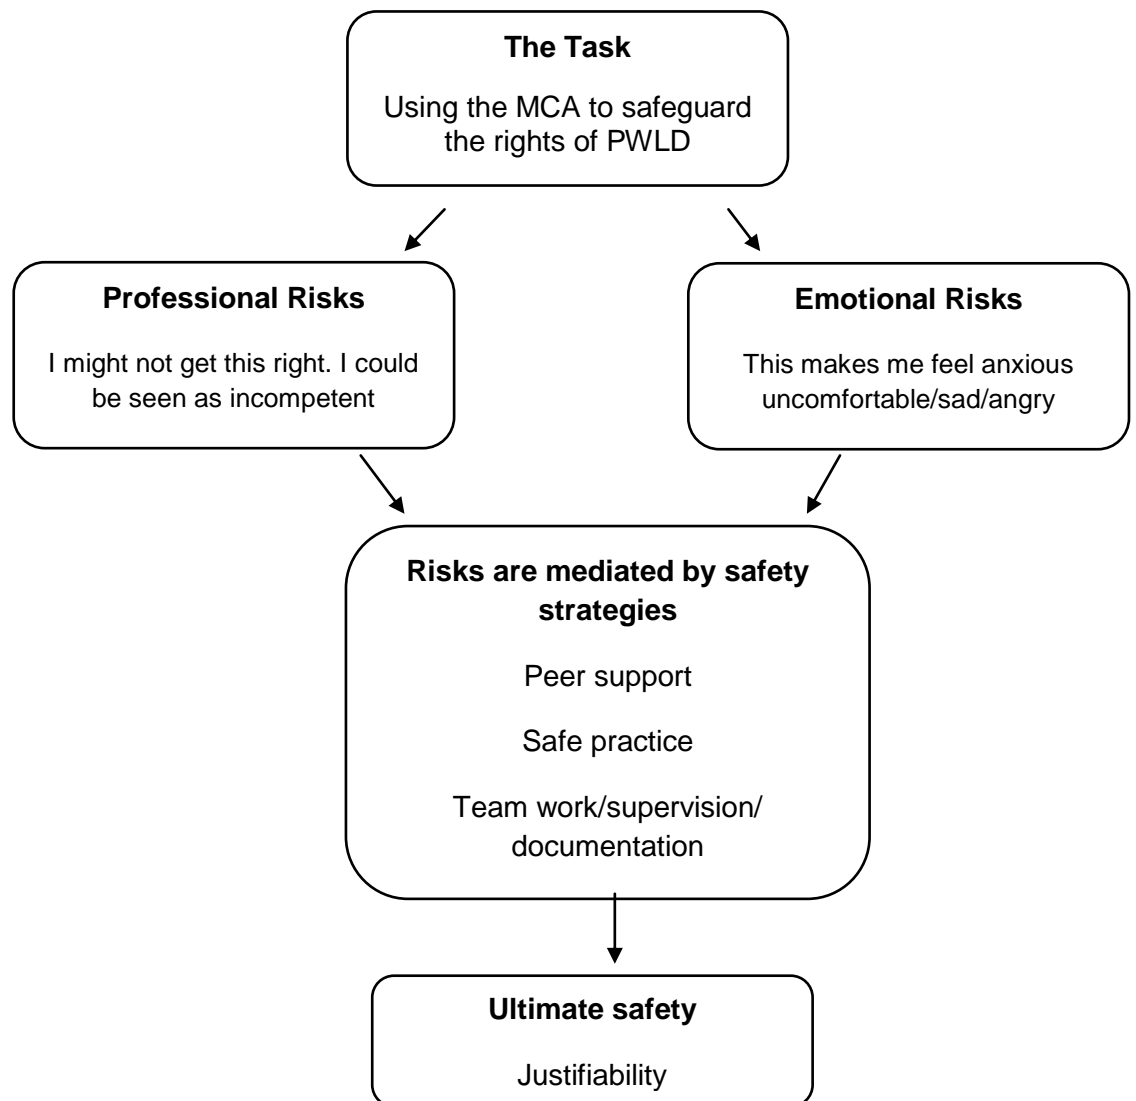 The Task
Using the MCA to safeguard
the rights of PWLD
Professional Risks
I might not get this right. I could
be seen as incompetent
Emotional Risks
This makes me feel anxious
uncomfortable/sad/angry
Risks are mediated by safety
strategies
Peer support
Safe practice
Team work/supervision/
documentation
Ultimate safety
Justifiability